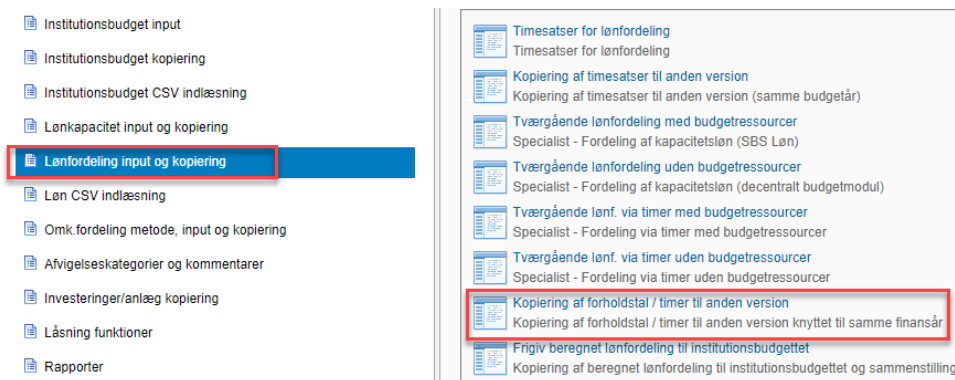 Institutionsbudget input
Institutionsbudget kopiering
Institutionsbudget CSV indlæsning
Lønkapacitet input og kopiering
Lønfordeling input og kopiering
Løn CSV indlæsning
Omk.fordeling metode, input og kopiering
Afvigelseskategorier og kommentarer
Investeringer/anlæg kopiering
Låsning funktioner
Rapporter
Timesatser for lønfordeling
Timesatser for lønfordeling
Kopiering af timesatser til anden version
Kopiering af timesatser til anden version (samme budgetår)
Tværgående lønfordeling med budgetressourcer
Specialist - Fordeling af kapacitetsløn (SBS Løn)
Tværgående lønfordeling uden budgetressourcer
Specialist - Fordeling af kapacitetsløn (decentralt budgetmodul)
Tværgående lønf. via timer med budgetressourcer
Specialist - Fordeling via timer med budgetressourcer
Tværgående lønf. via timer uden budgetressourcer
Specialist - Fordeling via timer uden budgetressourcer
Kopiering af forholdstal / timer til anden version
Kopiering af forholdstal / timer til anden version knyttet til samme finansår
Frigiv beregnet lønfordeling til institutionsbudgettet
Kopiering af beregnet lønfordeling til institutionsbudgettet og sammenstilling